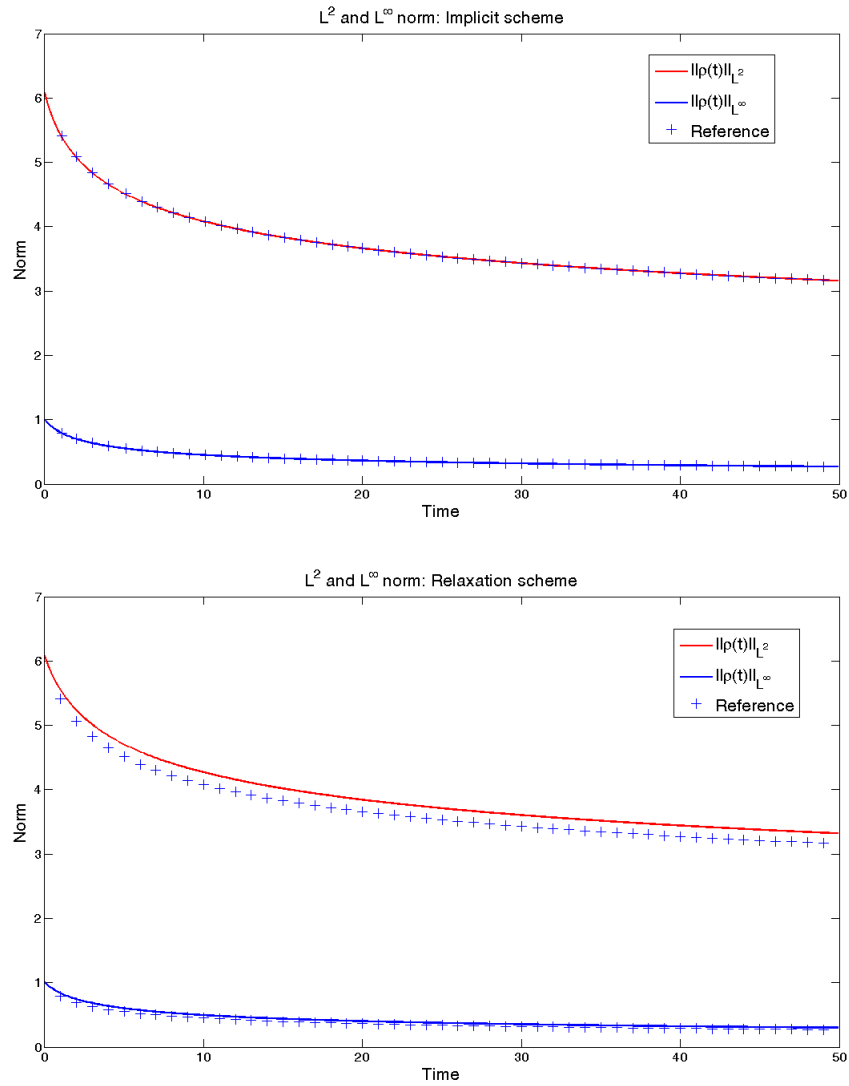 L² and L∞ norm: Implicit scheme
7
6
5
4
3
2
1
0
Norm
||ρ(t)||L²
||ρ(t)||L∞
Reference
0 10 20 30 40 50
Time
L² and L∞ norm: Relaxation scheme
7
6
5
4
3
2
1
0
Norm
||ρ(t)||L²
||ρ(t)||L∞
Reference
0 10 20 30 40 50
Time